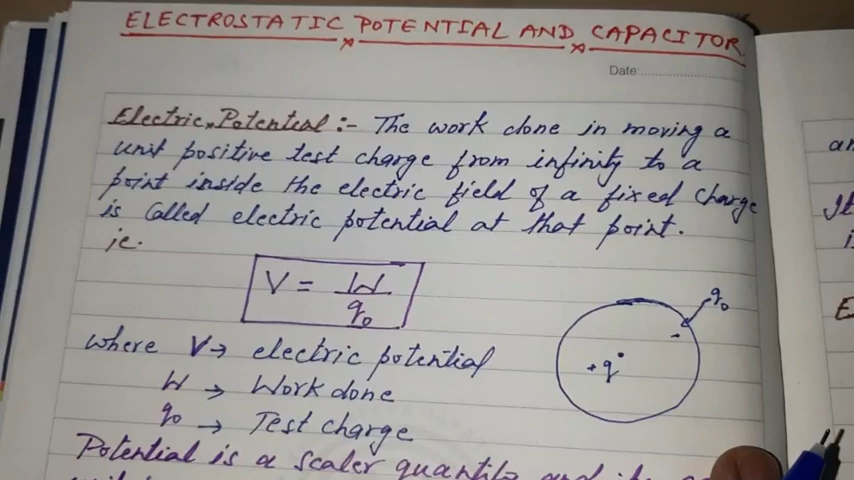 ELECTROSTATIC POTENTIAL AND CAPACITOR
Date:
Electric Potential :- The work done in moving a
unit positive test charge from infinity to a
point inside the electric field of a fixed charge
is called electric potential at that point.
ie.
V = W / q₀
q₀
+q
-
where V → electric potential
W → Work done
q₀ → Test charge
Potential is a scaler quantity and